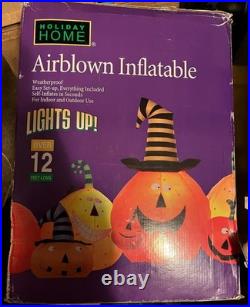 HOLIDAY
HOME
Airblown Inflatable
Weatherproof
Easy Set-up, Everything Included
Self-Inflates in Seconds
For Indoor and Outdoor Use
LIGHTS UP!
OVER
12
FEET LONG